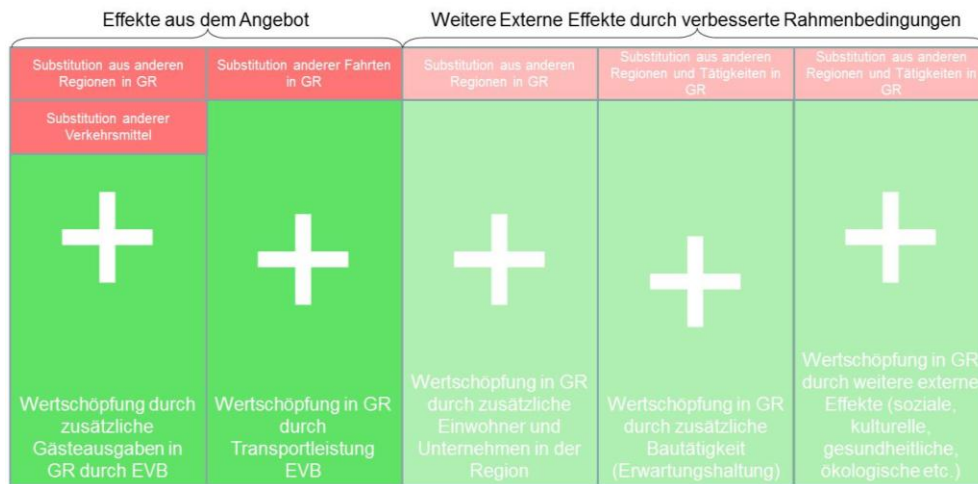 Effekte aus dem Angebot
Weitere Externe Effekte durch verbesserte Rahmenbedingungen
Substitution aus anderen
Regionen in GR
Substitution anderer Fahrten
in GR
Substitution aus anderen
Regionen in GR
Substitution aus anderen
Regionen und Tätigkeiten in
GR
Substitution aus anderen
Regionen und Tätigkeiten in
GR
Substitution anderer
Verkehrsmittel
Wertschöpfung durch
zusätzliche
Gästeausgaben in
GR durch EVB
Wertschöpfung in GR
durch
Transportleistung
EVB
Wertschöpfung in GR
durch zusätzliche
Einwohner und
Unternehmen in der
Region
Wertschöpfung in GR
durch zusätzliche
Bautätigkeit
(Erwartungshaltung)
Wertschöpfung in GR
durch weitere externe
Effekte (soziale,
kulturelle,
gesundheitliche,
ökologische etc.)